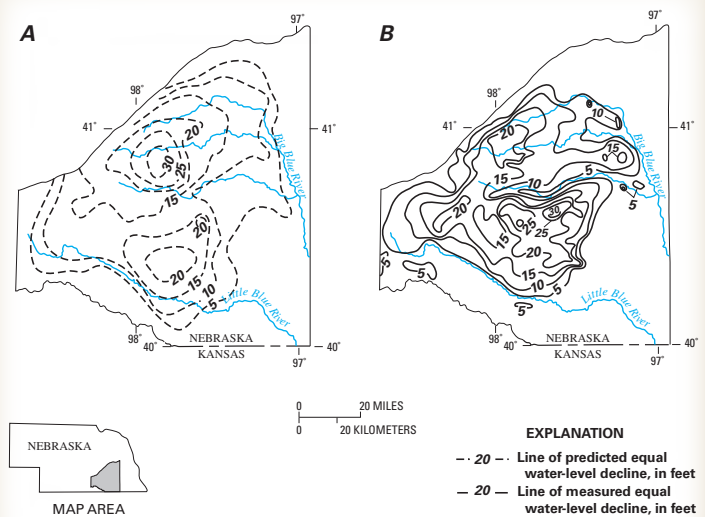 A
97°
98°
41°
20
30
25
15
20
20
15
10
5
Big Blue River
Little Blue River
98°
40°
NEBRASKA
KANSAS
97°
B
97°
98°
41°
41°
10
20
15
15
10
5
5
20
30
25
25
15
20
15
10
5
5
5
5
Big Blue River
Little Blue River
98°
40°
NEBRASKA
KANSAS
40°
97°
0 20 MILES
0 20 KILOMETERS
NEBRASKA
MAP AREA
EXPLANATION
20 Line of predicted equal
water-level decline, in feet
20 Line of measured equal
water-level decline, in feet